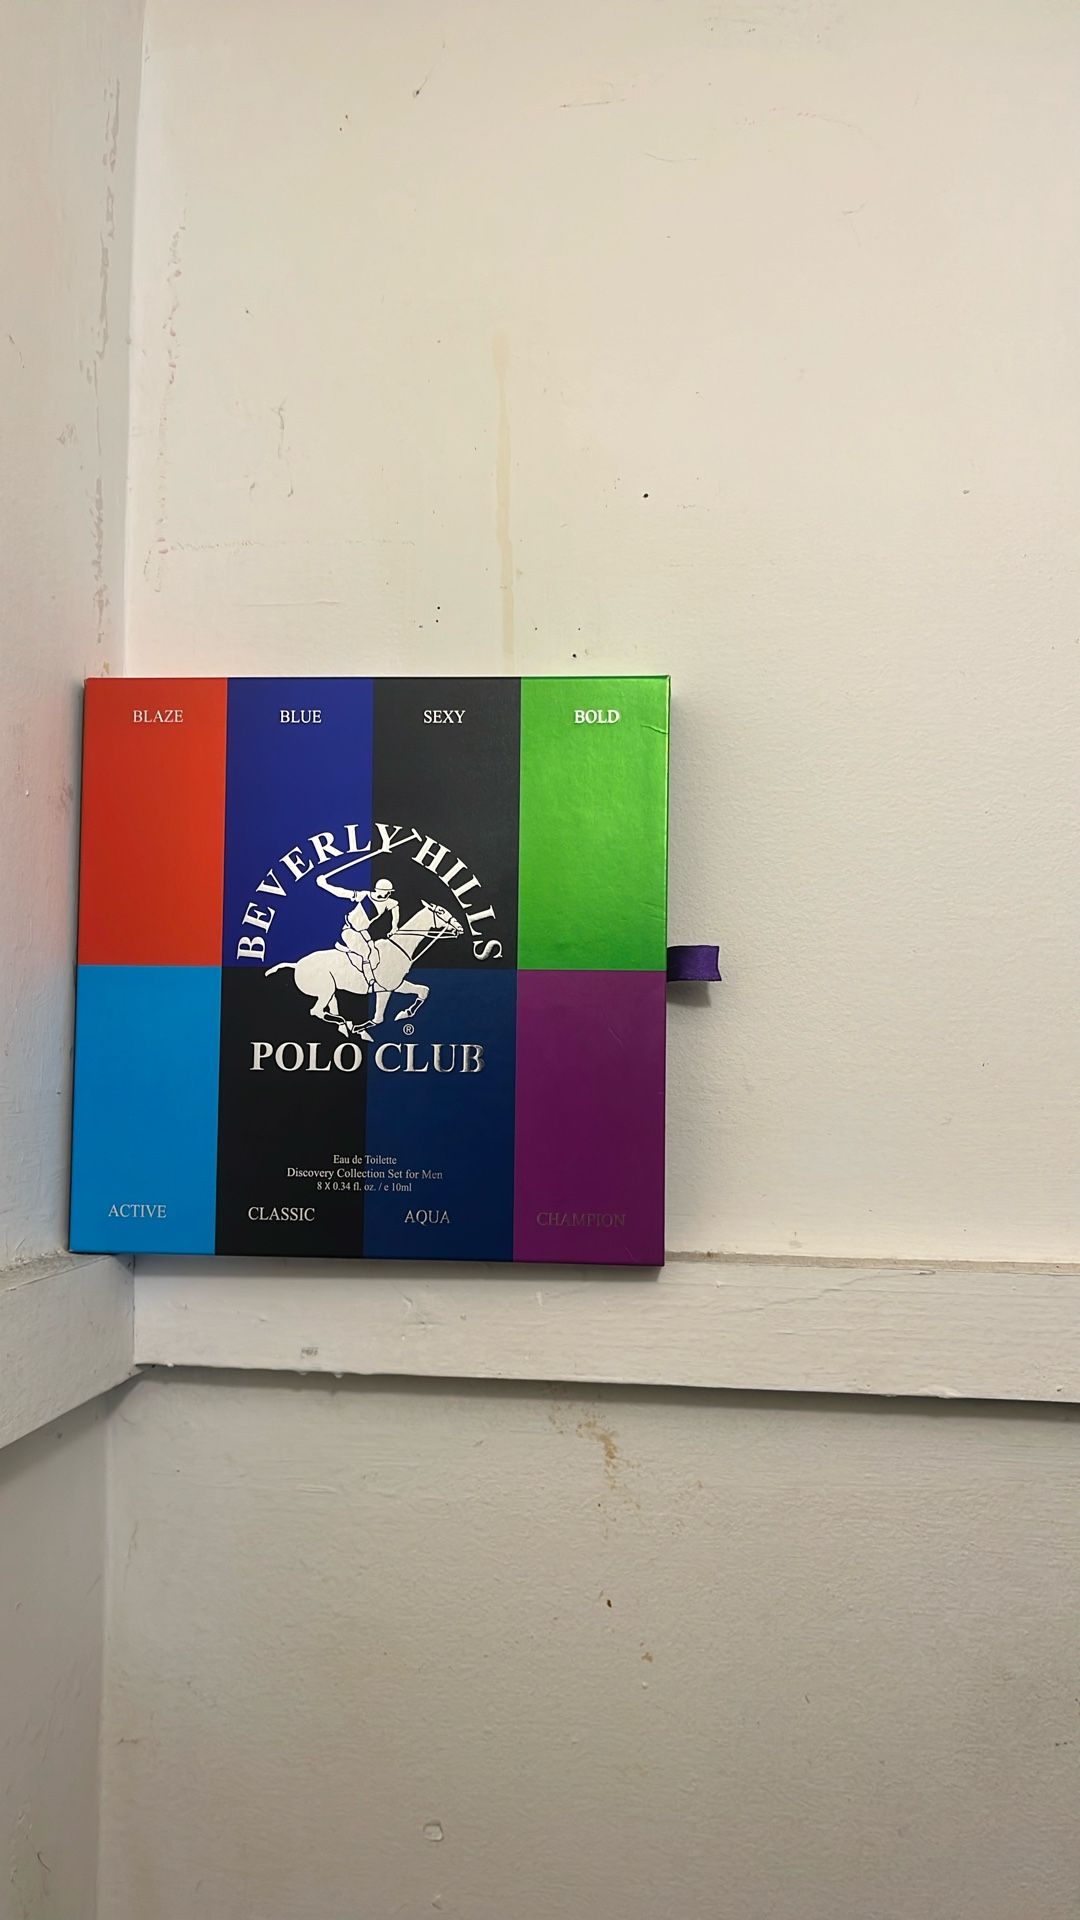 BLAZE BLUE SEXY BOLD
BEVERLY HILLS
®
POLO CLUB
Eau de Toilette
Discovery Collection Set for Men
8 X 0.34 fl. oz. / e 10ml
ACTIVE CLASSIC AQUA CHAMPION